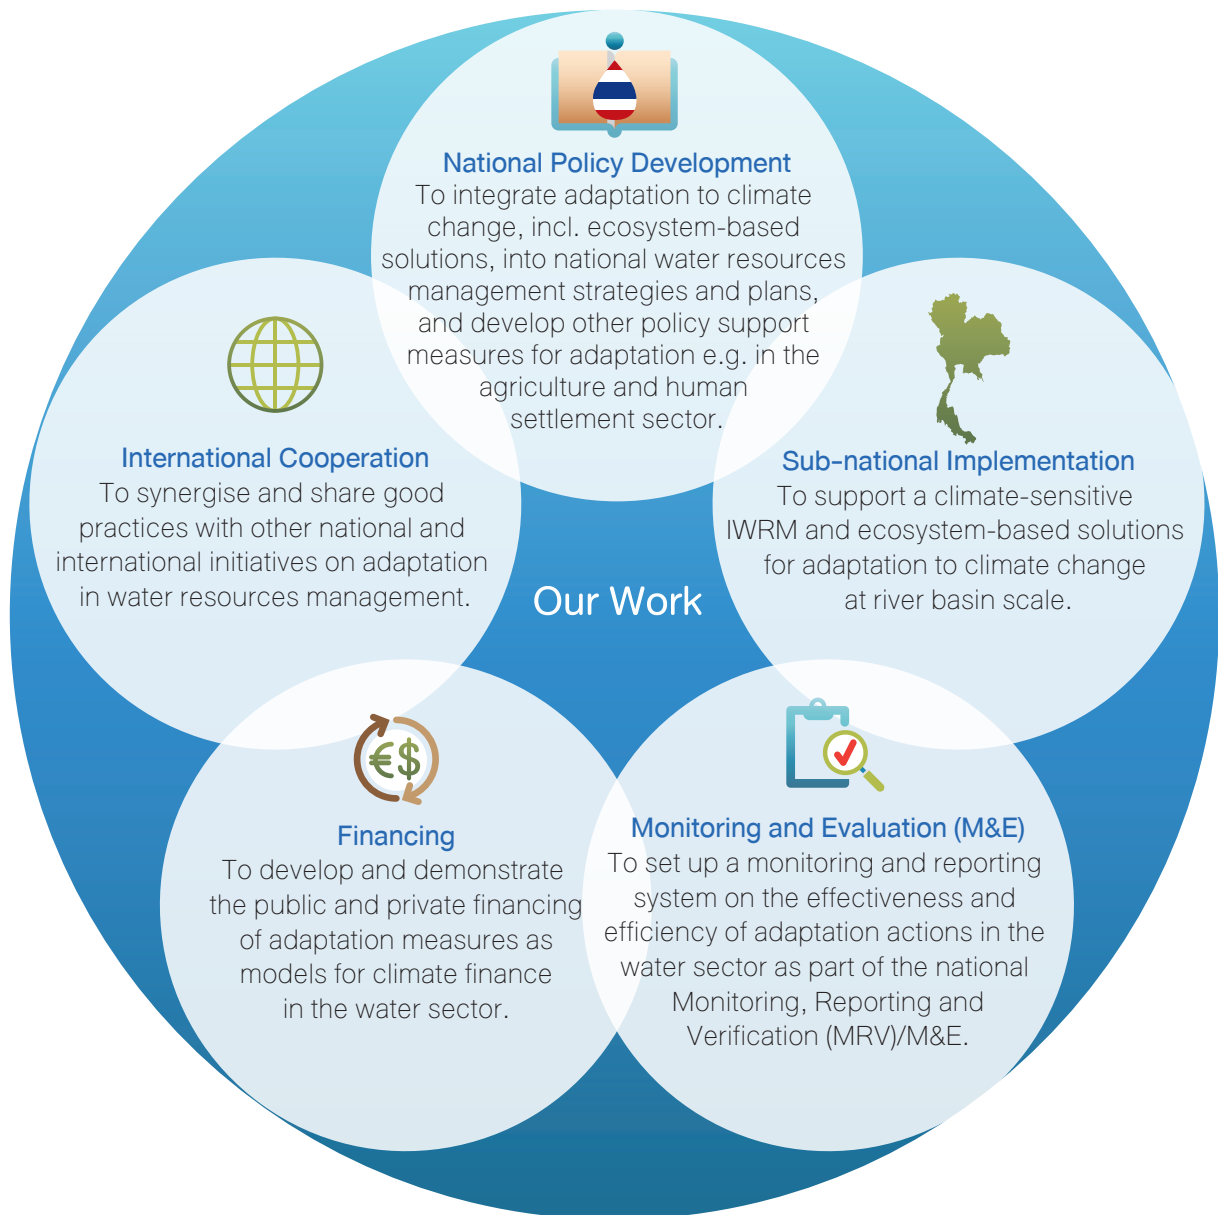 National Policy Development
To integrate adaptation to climate
change, incl. ecosystem-based
solutions, into national water resources
management strategies and plans,
and develop other policy support
measures for adaptation e.g. in the
agriculture and human
settlement sector.
International Cooperation
To synergise and share good
practices with other national and
international initiatives on adaptation
in water resources management.
Sub-national Implementation
To support a climate-sensitive
IWRM and ecosystem-based solutions
for adaptation to climate change
at river basin scale.
Our Work
€$
Financing
To develop and demonstrate
the public and private financing
of adaptation measures as
models for climate finance
in the water sector.
Monitoring and Evaluation (M&E)
To set up a monitoring and reporting
system on the effectiveness and
efficiency of adaptation actions in the
water sector as part of the national
Monitoring, Reporting and
Verification (MRV)/M&E.